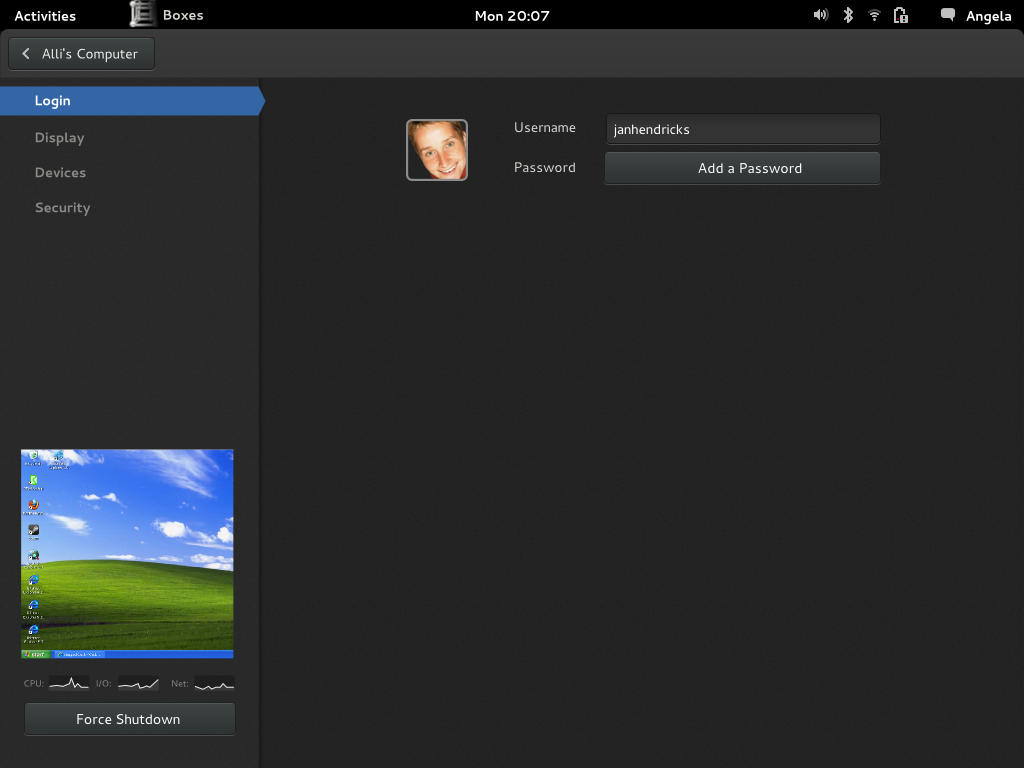 Activities
Boxes
Mon 20:07
Angela
Alli's Computer
Login
Display
Devices
Security
Username
janhendricks
Password
Add a Password
start
CPU:
I/O:
Net:
Force Shutdown